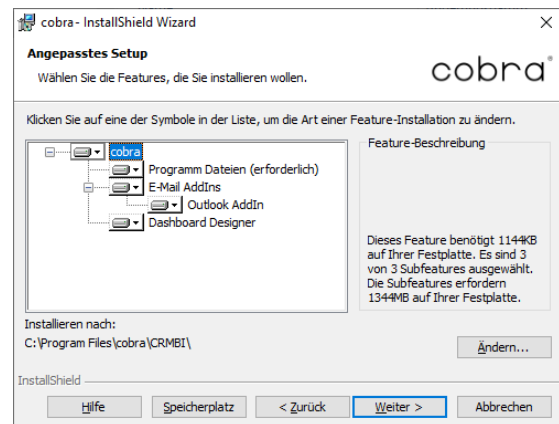 cobra - InstallShield Wizard
Angepasstes Setup
Wählen Sie die Features, die Sie installieren wollen.
cobra
Klicken Sie auf eine der Symbole in der Liste, um die Art einer Feature-Installation zu ändern.
cobra
Programm Dateien (erforderlich)
E-Mail AddIns
Outlook AddIn
Dashboard Designer
Feature-Beschreibung
Dieses Feature benötigt 1144KB
auf Ihrer Festplatte. Es sind 3
von 3 Subfeatures ausgewählt.
Die Subfeatures erfordern
1344MB auf Ihrer Festplatte.
Installieren nach:
C:\Program Files\cobra\CRMBI\
Ändern...
InstallShield
Hilfe
Speicherplatz
< Zurück
Weiter >
Abbrechen